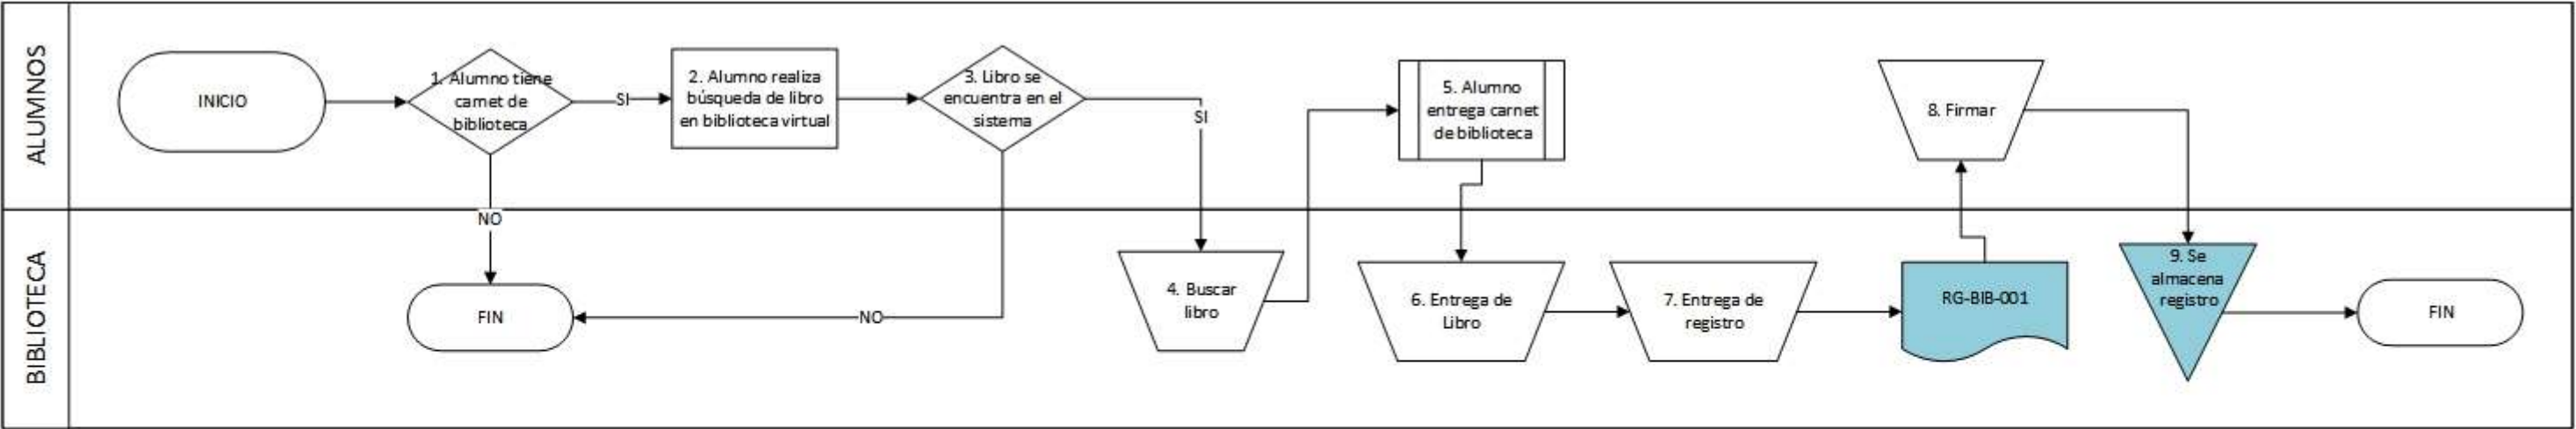 ALUMNOS
INICIO
1. Alumno tiene
carnet de
biblioteca
SI
2. Alumno realiza
búsqueda de libro
en biblioteca virtual
3. Libro se
encuentra en el
sistema
SI
5. Alumno
entrega carnet
de biblioteca
8. Firmar
BIBLIOTECA
NO
FIN
NO
4. Buscar
libro
6. Entrega de
Libro
7. Entrega de
registro
RG-BIB-001
9. Se
almacena
registro
FIN